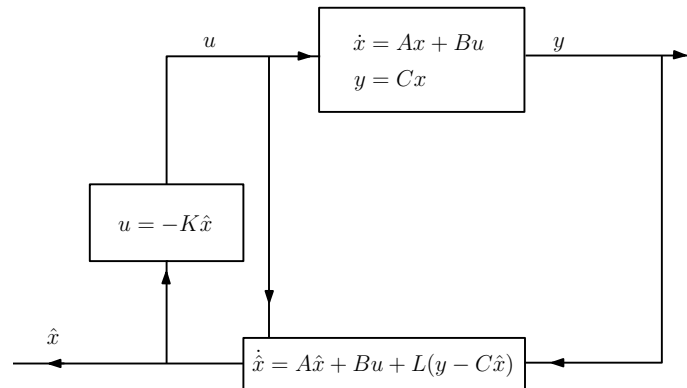 u
ẋ = Ax + Bu
y = Cx
y
u = −Kx̂
x̂
x̂̇ = Ax̂ + Bu + L(y − Cx̂)